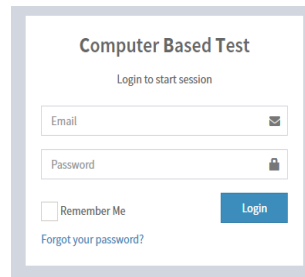 Computer Based Test
Login to start session
Email
Password
Remember Me
Login
Forgot your password?